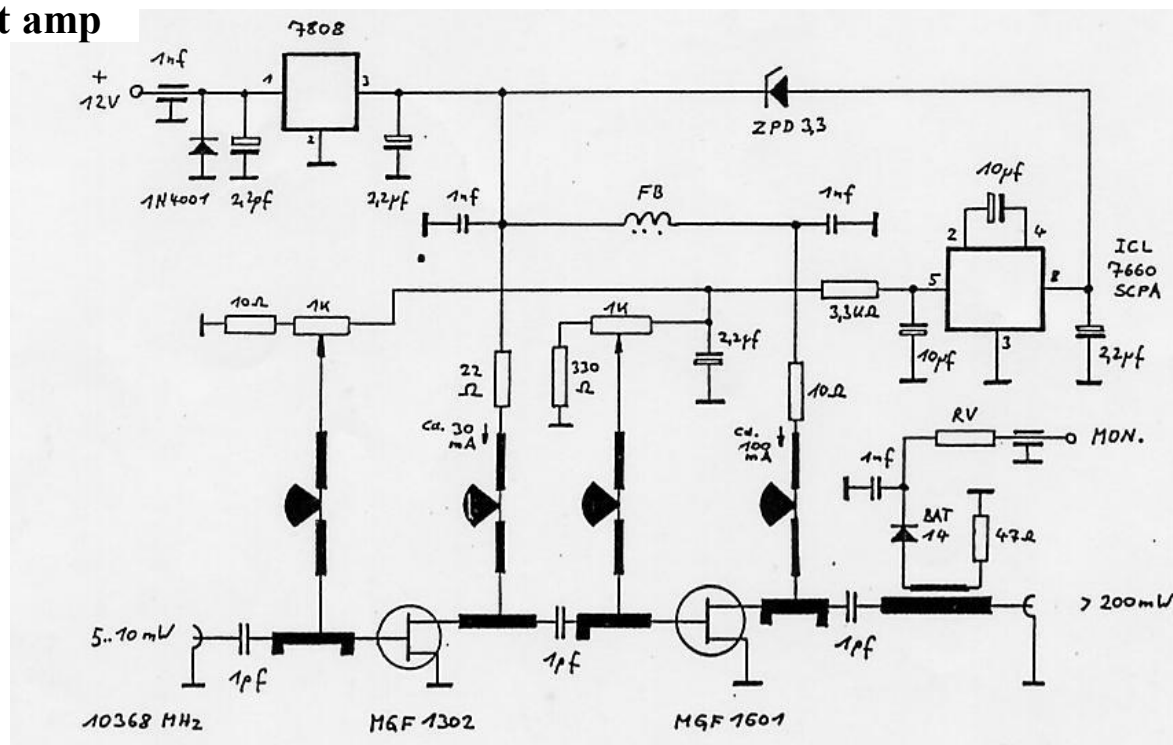 t amp
7808
1nf
+
12V
1
3
2
1N4001
2,2pf
2,2µf
ZPD 3,3
1nf
FB
1nf
10µf
2
4
5
8
3
ICL
7660
SCPA
10Ω
1K
1K
3,3KΩ
10µf
2,2µf
22
Ω
330
Ω
2,2µf
10Ω
Ca. 30
mA
Ca.
100
mA
RV
MON.
1nf
BAT
14
47Ω
5..10 mW
1pf
1pf
1pf
> 200mW
10368 MHz
MGF 1302
MGF 1601